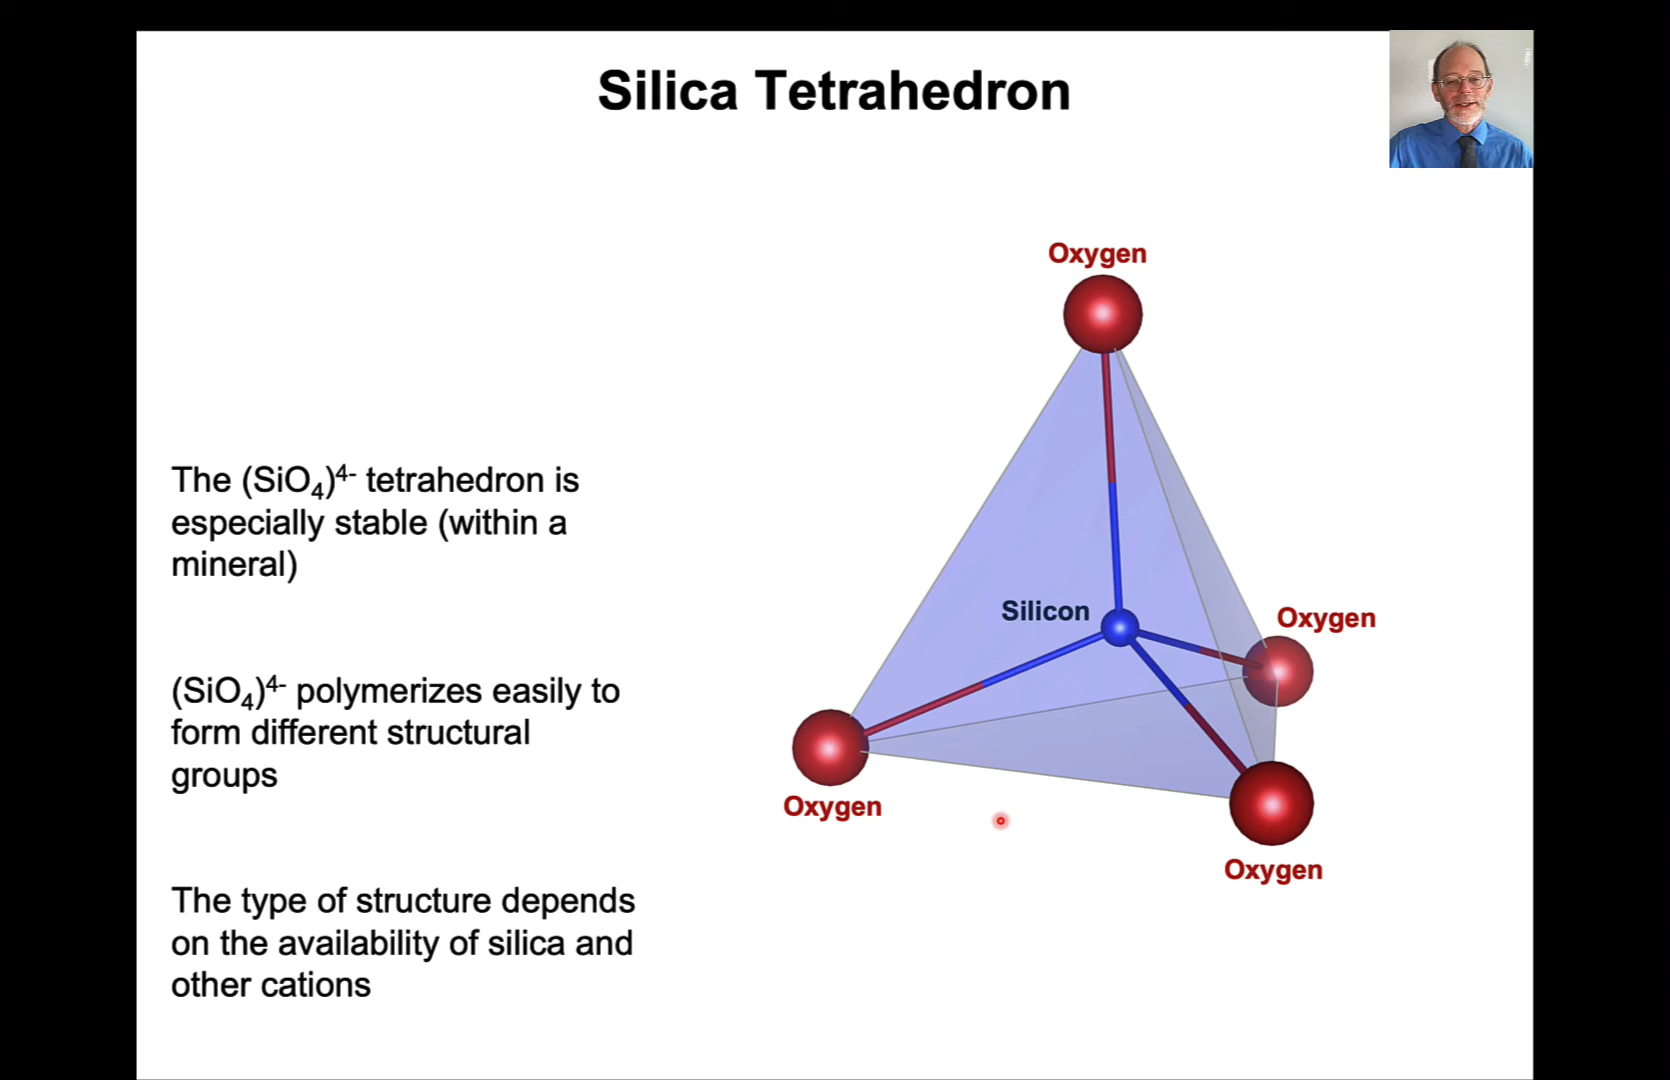 Silica Tetrahedron
The (SiO₄)⁴⁻ tetrahedron is
especially stable (within a
mineral)
(SiO₄)⁴⁻ polymerizes easily to
form different structural
groups
The type of structure depends
on the availability of silica and
other cations
Oxygen
Silicon
Oxygen
Oxygen
Oxygen